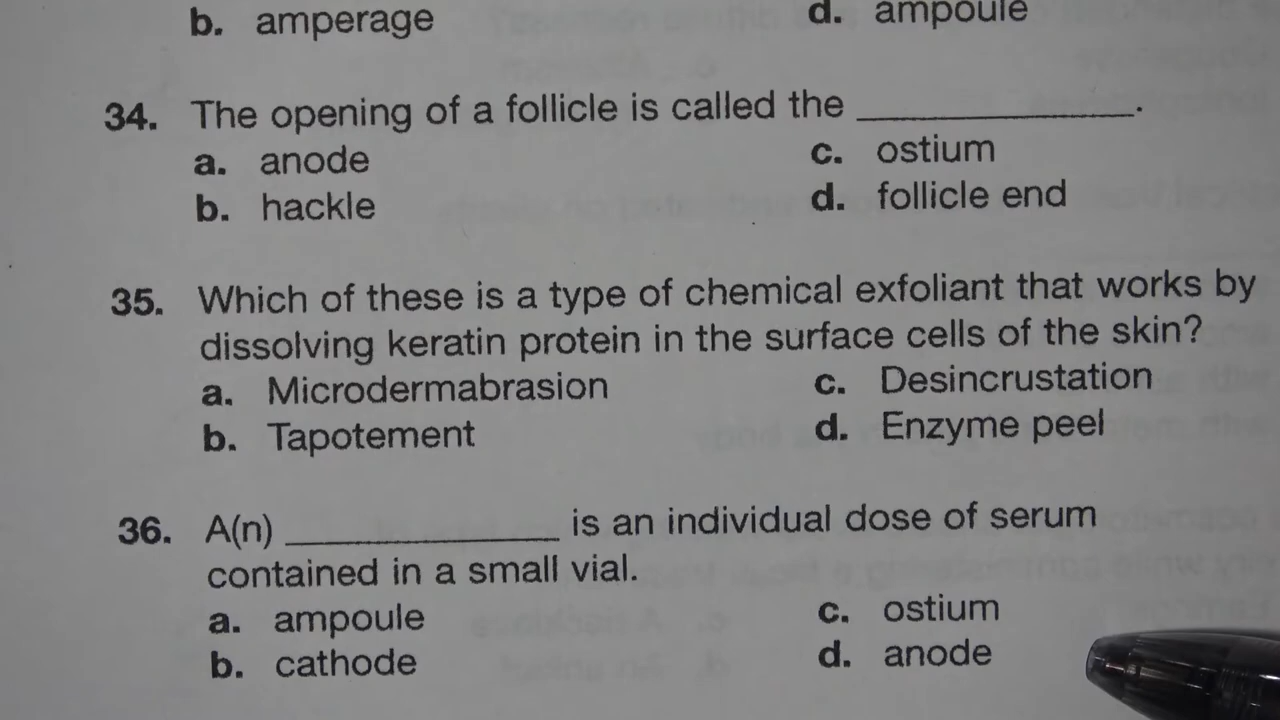 b. amperage d. ampoule
34. The opening of a follicle is called the ______________.
a. anode c. ostium
b. hackle d. follicle end
35. Which of these is a type of chemical exfoliant that works by
dissolving keratin protein in the surface cells of the skin?
a. Microdermabrasion c. Desincrustation
b. Tapotement d. Enzyme peel
36. A(n) ______________ is an individual dose of serum
contained in a small vial.
a. ampoule c. ostium
b. cathode d. anode